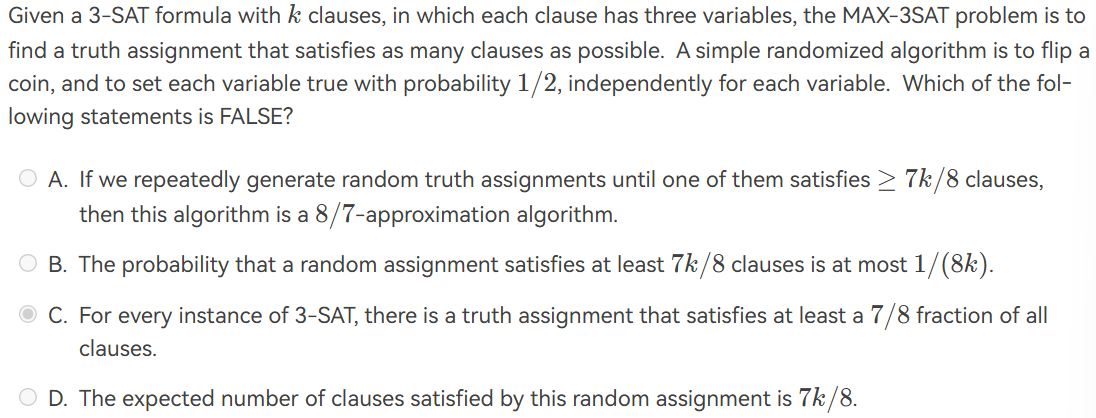 Given a 3-SAT formula with k clauses, in which each clause has three variables, the MAX-3SAT problem is to
find a truth assignment that satisfies as many clauses as possible. A simple randomized algorithm is to flip a
coin, and to set each variable true with probability 1/2, independently for each variable. Which of the fol-
lowing statements is FALSE?
A. If we repeatedly generate random truth assignments until one of them satisfies ≥ 7k/8 clauses,
then this algorithm is a 8/7-approximation algorithm.
B. The probability that a random assignment satisfies at least 7k/8 clauses is at most 1/(8k).
C. For every instance of 3-SAT, there is a truth assignment that satisfies at least a 7/8 fraction of all
clauses.
D. The expected number of clauses satisfied by this random assignment is 7k/8.